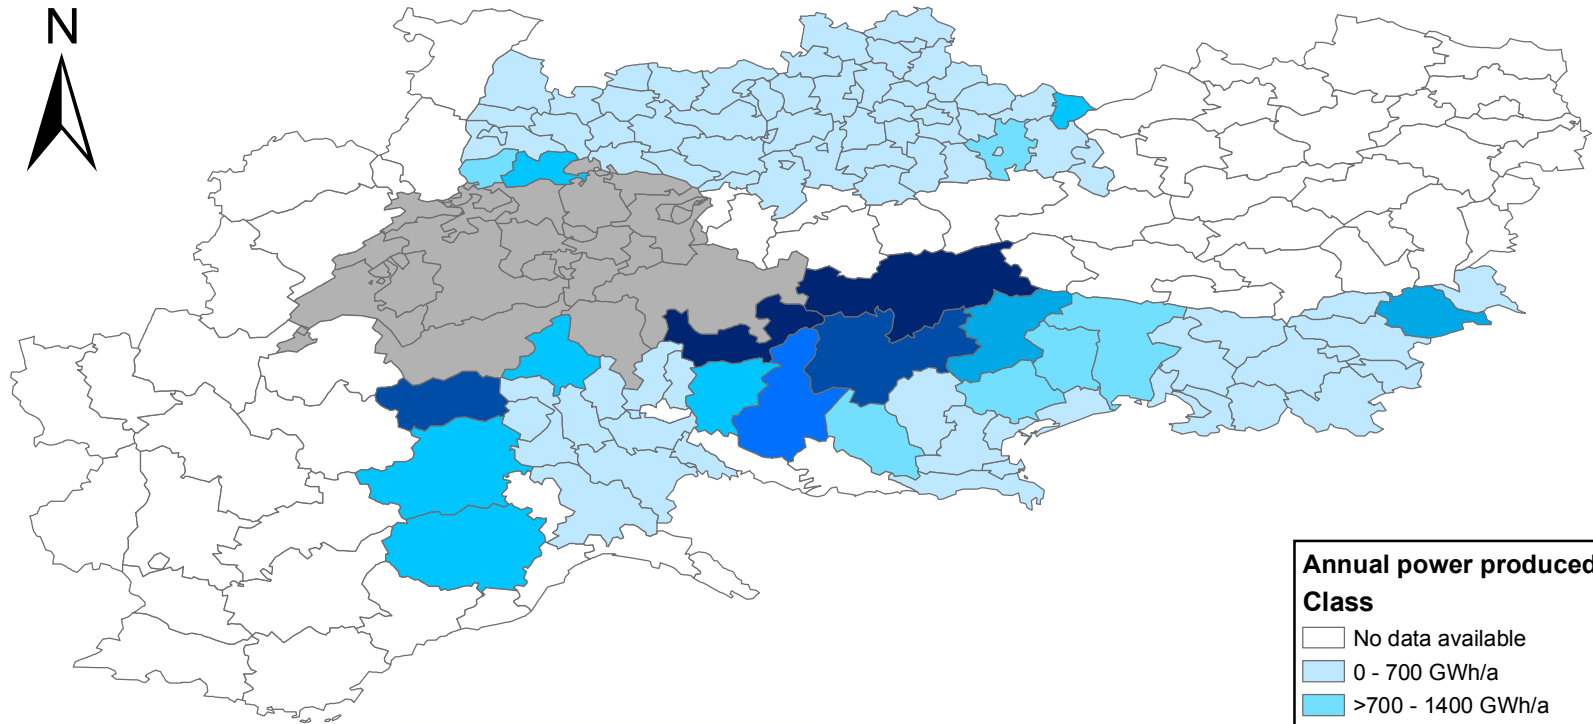 N
Annual power produced
Class
No data available
0 - 700 GWh/a
>700 - 1400 GWh/a